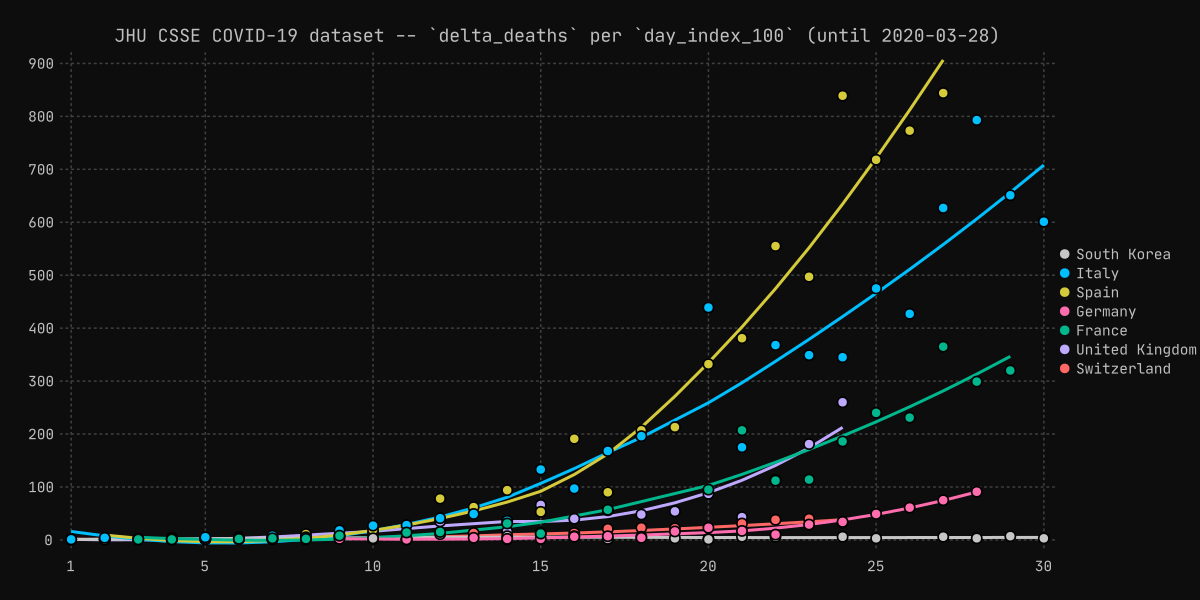 JHU CSSE COVID-19 dataset -- `delta_deaths` per `day_index_100` (until 2020-03-28)
900
800
700
600
500
400
300
200
100
0
1 5 10 15 20 25 30
South Korea
Italy
Spain
Germany
France
United Kingdom
Switzerland